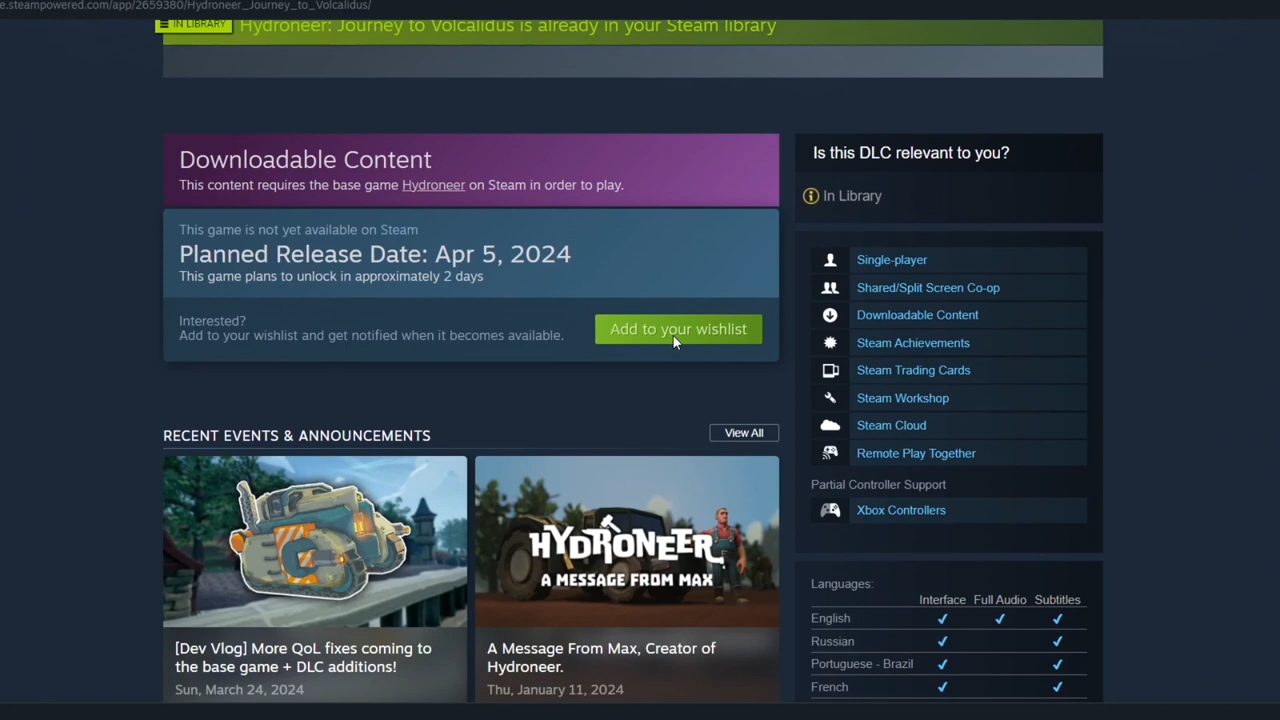 e.steampowered.com/app/2659380/Hydroneer_Journey_to_Volcalidus/
IN LIBRARY
Hydroneer: Journey to Volcalidus is already in your Steam library
Downloadable Content
This content requires the base game Hydroneer on Steam in order to play.
This game is not yet available on Steam
Planned Release Date: Apr 5, 2024
This game plans to unlock in approximately 2 days
Interested?
Add to your wishlist and get notified when it becomes available.
Add to your wishlist
RECENT EVENTS & ANNOUNCEMENTS
View All
HYDRONEER
A MESSAGE FROM MAX
[Dev Vlog] More QoL fixes coming to
the base game + DLC additions!
Sun, March 24, 2024
A Message From Max, Creator of
Hydroneer.
Thu, January 11, 2024
Is this DLC relevant to you?
In Library
Single-player
Shared/Split Screen Co-op
Downloadable Content
Steam Achievements
Steam Trading Cards
Steam Workshop
Steam Cloud
Remote Play Together
Partial Controller Support
Xbox Controllers
Languages:
Interface Full Audio Subtitles
English ✔ ✔ ✔
Russian ✔ ✔
Portuguese - Brazil ✔ ✔
French ✔ ✔